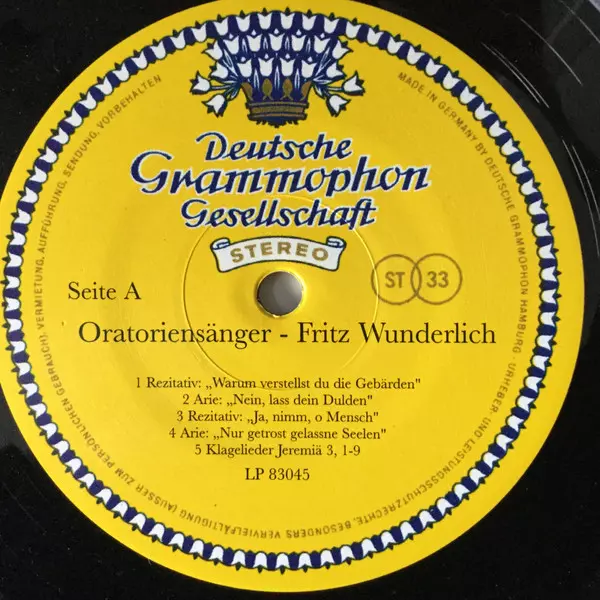 Deutsche
Grammophon
Gesellschaft
STEREO
Seite A
ST 33
Oratoriensänger - Fritz Wunderlich
1 Rezitativ: „Warum verstellst du die Gebärden"
2 Arie: „Nein, lass dein Dulden"
3 Rezitativ: „Ja, nimm, o Mensch"
4 Arie: „Nur getrost gelassne Seelen"
5 Klagelieder Jeremiä 3, 1-9
LP 83045
MADE IN GERMANY BY DEUTSCHE GRAMMOPHON HAMBURG · URHEBER- UND LEISTUNGSSCHUTZRECHTE, BESONDERS VERVIELFÄLTIGUNG (AUSSER ZUM PERSÖNLICHEN GEBRAUCH), VERMIETUNG, AUFFÜHRUNG, SENDUNG, VORBEHALTEN